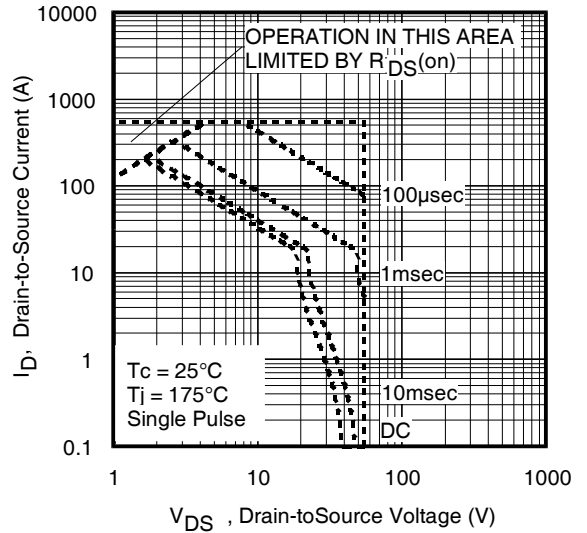 10000
OPERATION IN THIS AREA
LIMITED BY RDS(on)
1000
100
100µsec
10
1msec
1
Tc = 25°C
Tj = 175°C
Single Pulse
10msec
DC
0.1
1 10 100 1000
VDS , Drain-toSource Voltage (V)
ID, Drain-to-Source Current (A)